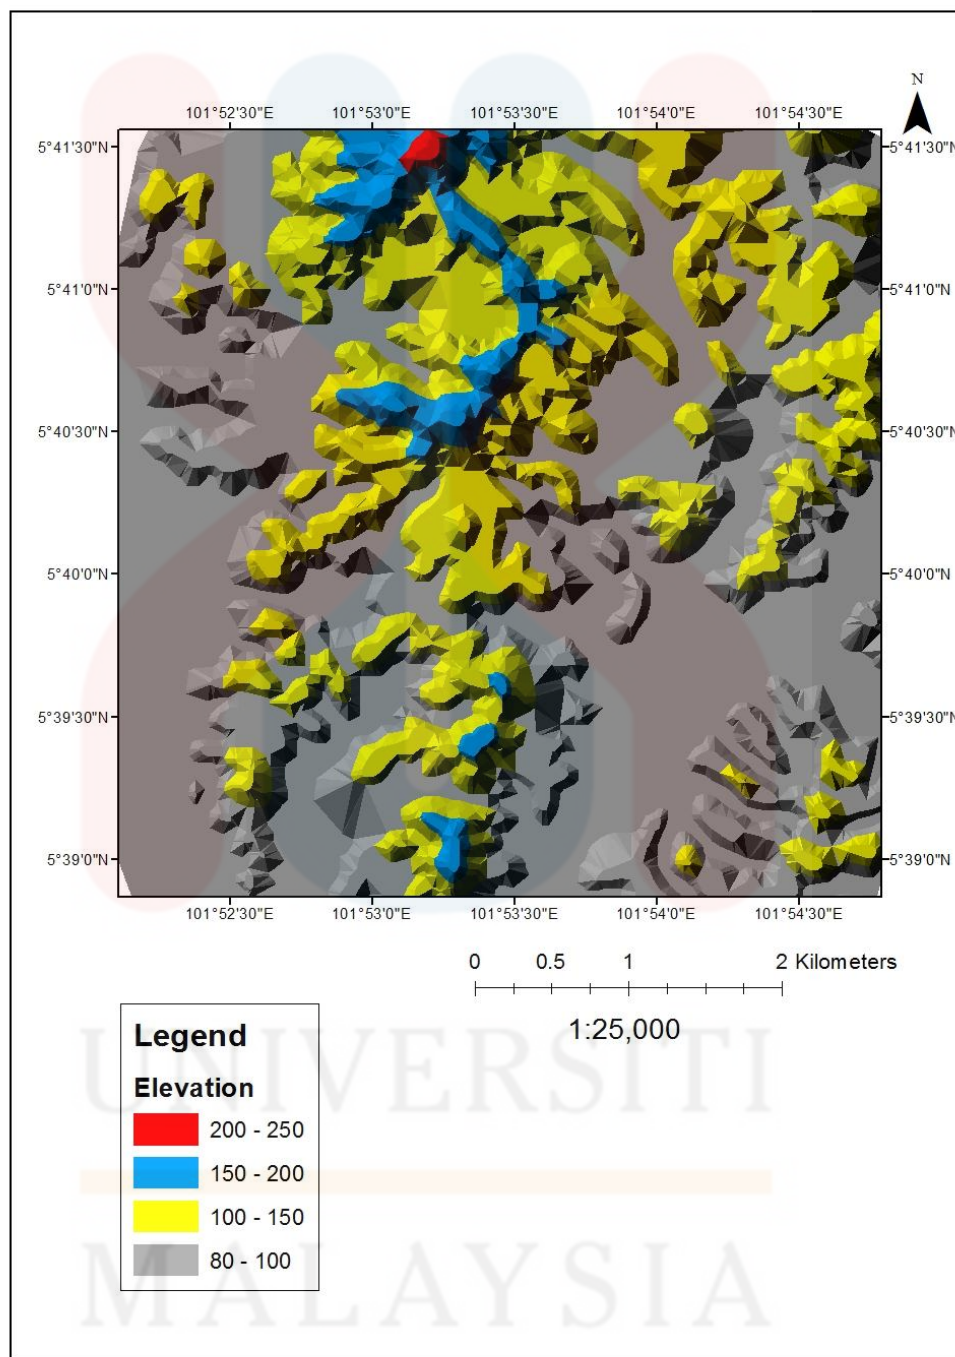 N
101°52'30"E 101°53'0"E 101°53'30"E 101°54'0"E 101°54'30"E
5°41'30"N 5°41'30"N
5°41'0"N 5°41'0"N
5°40'30"N 5°40'30"N
5°40'0"N 5°40'0"N
5°39'30"N 5°39'30"N
5°39'0"N 5°39'0"N
101°52'30"E 101°53'0"E 101°53'30"E 101°54'0"E 101°54'30"E
0 0.5 1 2 Kilometers
1:25,000
Legend
Elevation
200 - 250
150 - 200
100 - 150
80 - 100
UNIVERSITI
MALAYSIA